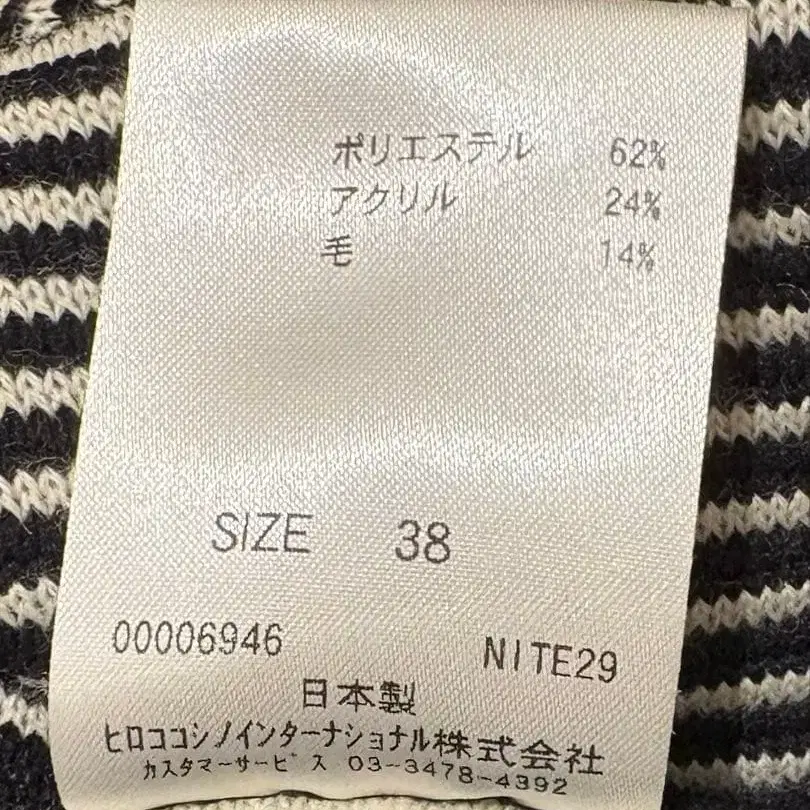 ポリエステル 62%
アクリル 24%
毛 14%
SIZE 38
00006946 NITE29
日本製
ヒロココシノインターナショナル株式会社
カスタマーサービス 03-3478-4392